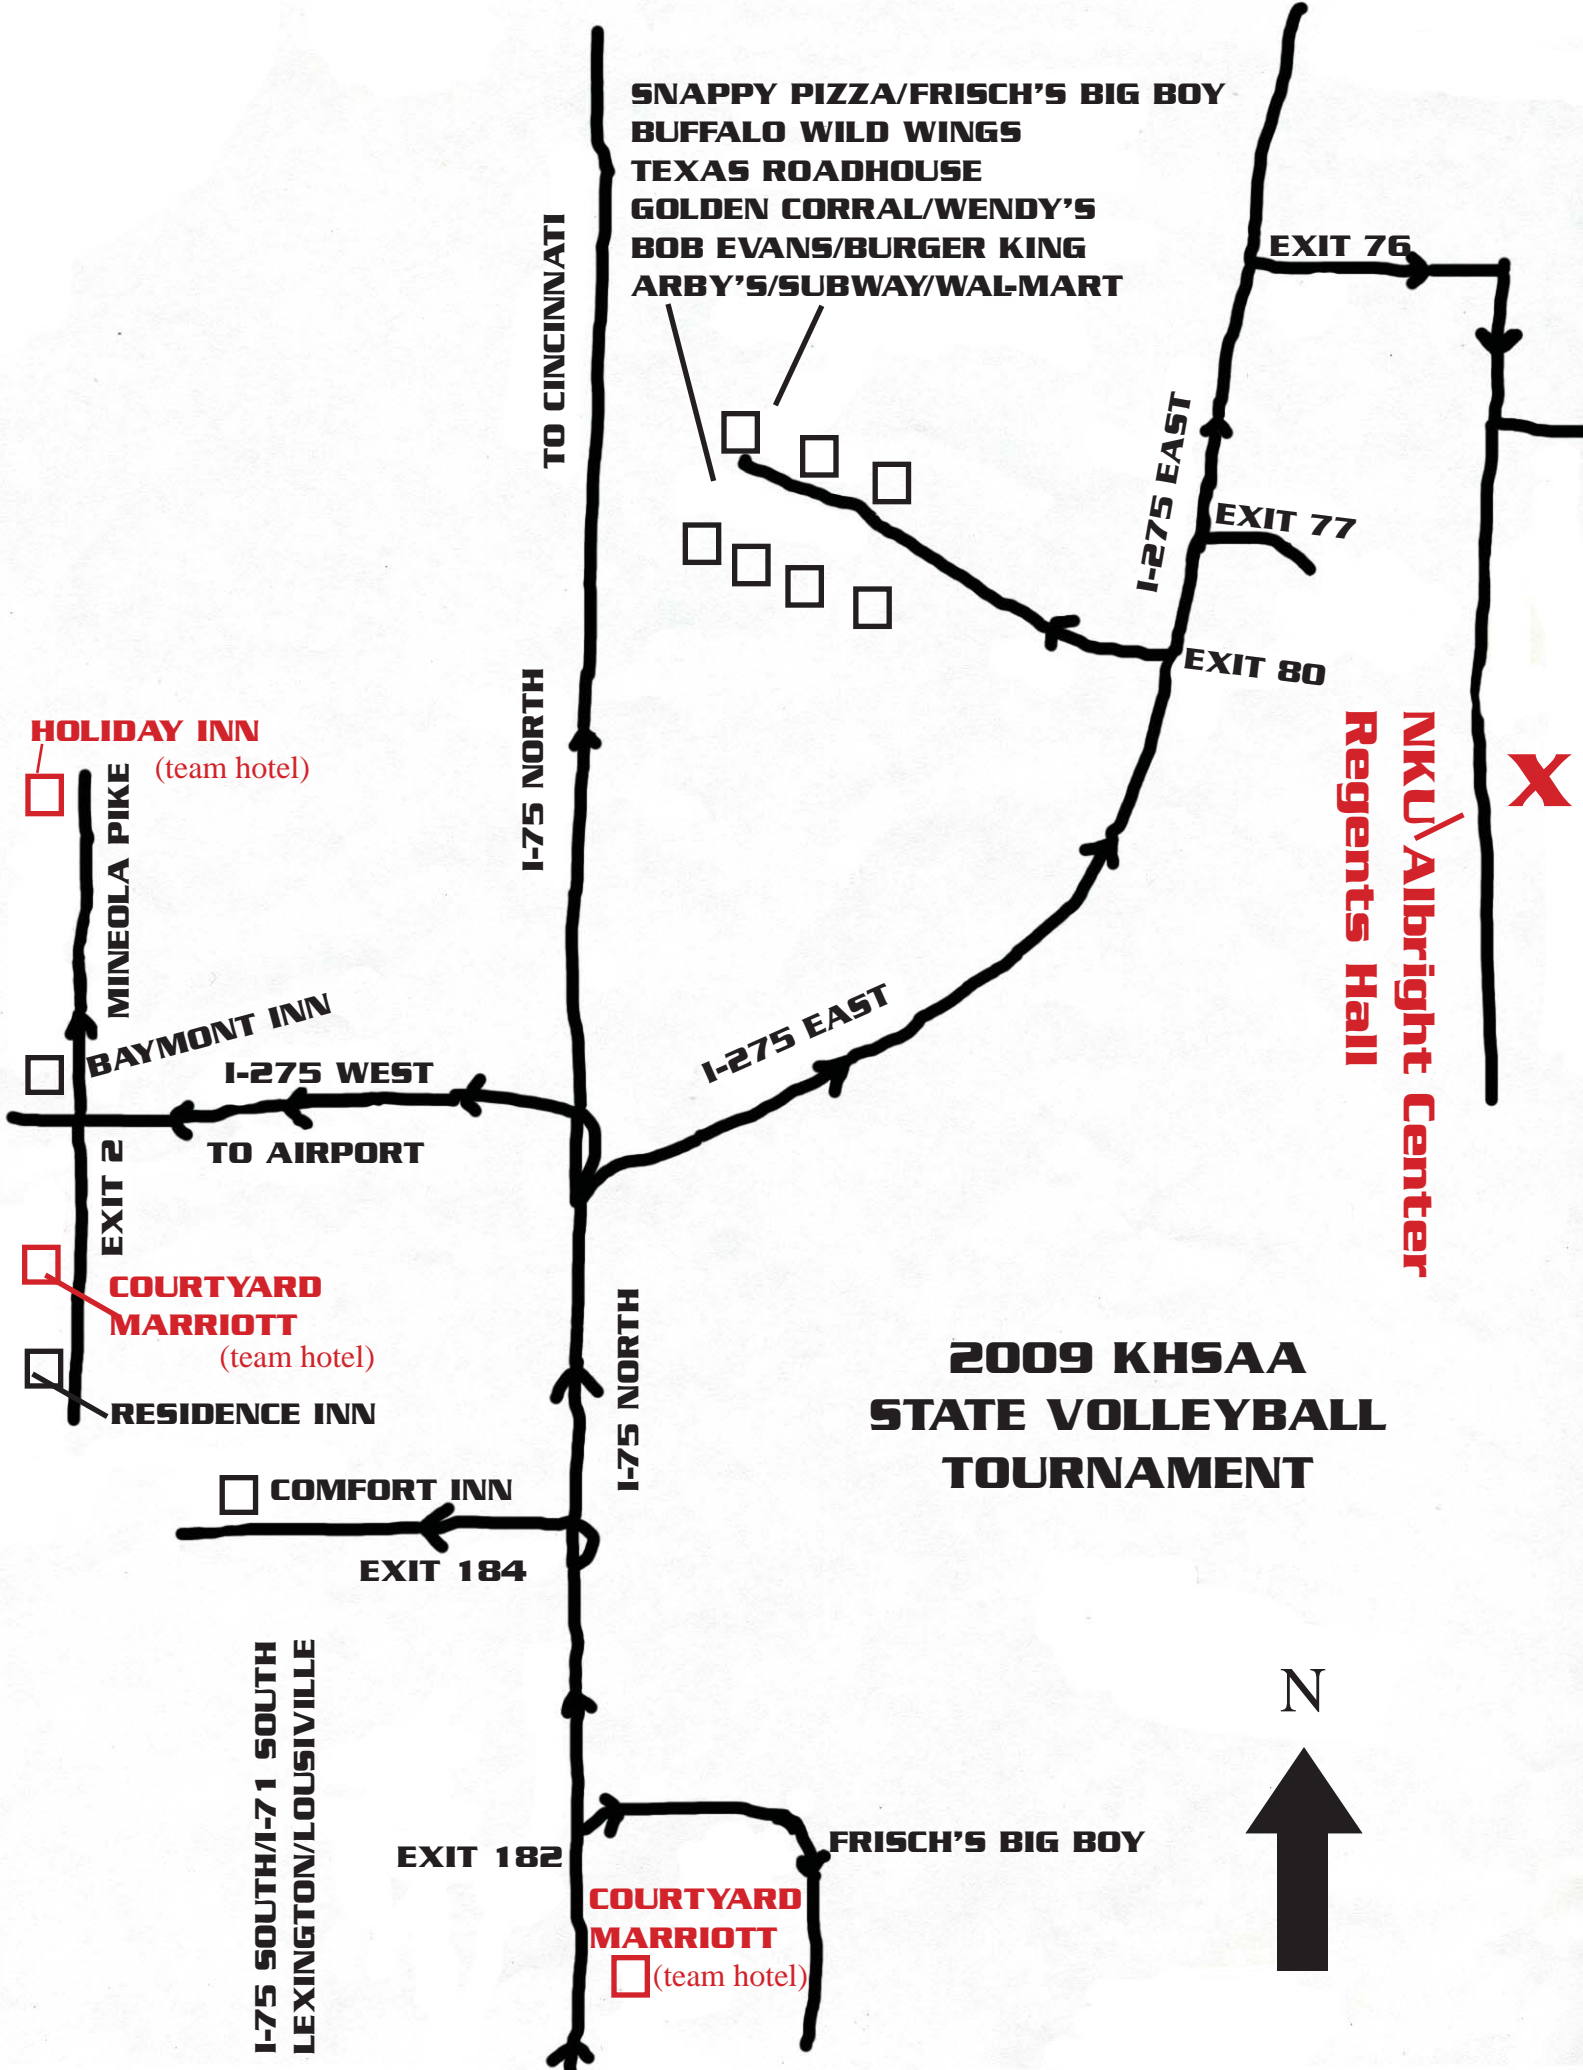 SNAPPY PIZZA/FRISCH'S BIG BOY
BUFFALO WILD WINGS
TEXAS ROADHOUSE
GOLDEN CORRAL/WENDY'S
BOB EVANS/BURGER KING
ARBY'S/SUBWAY/WAL-MART
TO CINCINNATI
EXIT 76
I-275 EAST
EXIT 77
EXIT 80
I-75 NORTH
HOLIDAY INN
(team hotel)
MINEOLA PIKE
NKU\Albright Center
Regents Hall
X
BAYMONT INN
I-275 WEST
I-275 EAST
TO AIRPORT
EXIT 2
COURTYARD
MARRIOTT
(team hotel)
RESIDENCE INN
I-75 NORTH
2009 KHSAA
STATE VOLLEYBALL
TOURNAMENT
COMFORT INN
EXIT 184
I-75 SOUTH/I-71 SOUTH
LEXINGTON/LOUSIVILLE
N
EXIT 182
FRISCH'S BIG BOY
COURTYARD
MARRIOTT
(team hotel)